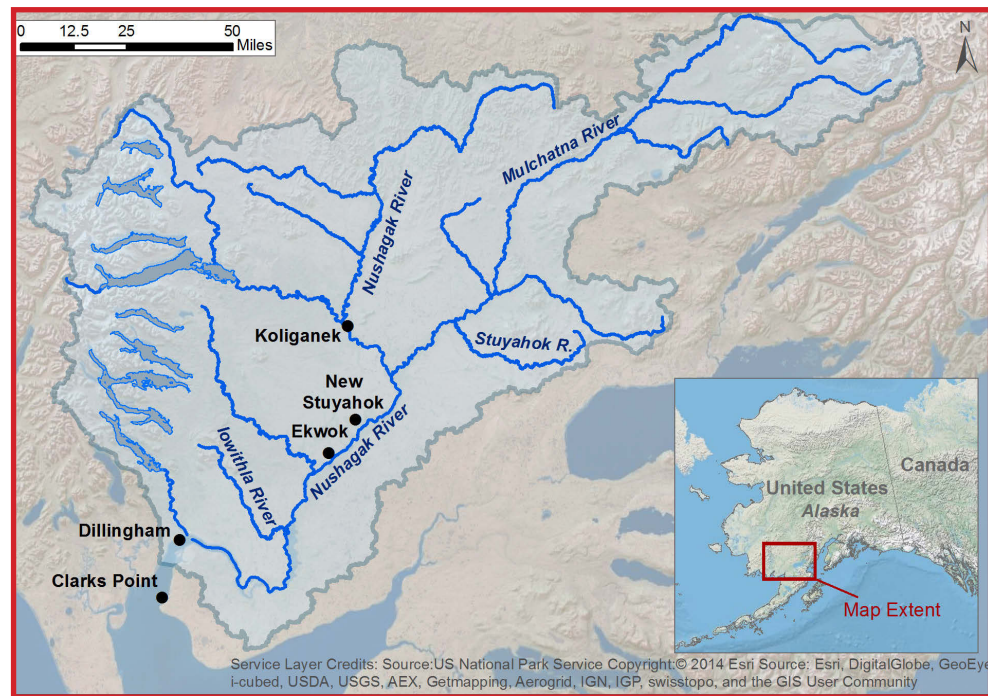 0 12.5 25 50
Miles
N
Mulchatna River
Nushagak River
Koliganek
Stuyahok R.
New
Stuyahok
Ekwok
Nushagak River
Iowithla River
Dillingham
Clarks Point
Canada
United States
Alaska
Map Extent
Service Layer Credits: Source:US National Park Service Copyright:© 2014 Esri Source: Esri, DigitalGlobe, GeoEye
i-cubed, USDA, USGS, AEX, Getmapping, Aerogrid, IGN, IGP, swisstopo, and the GIS User Community